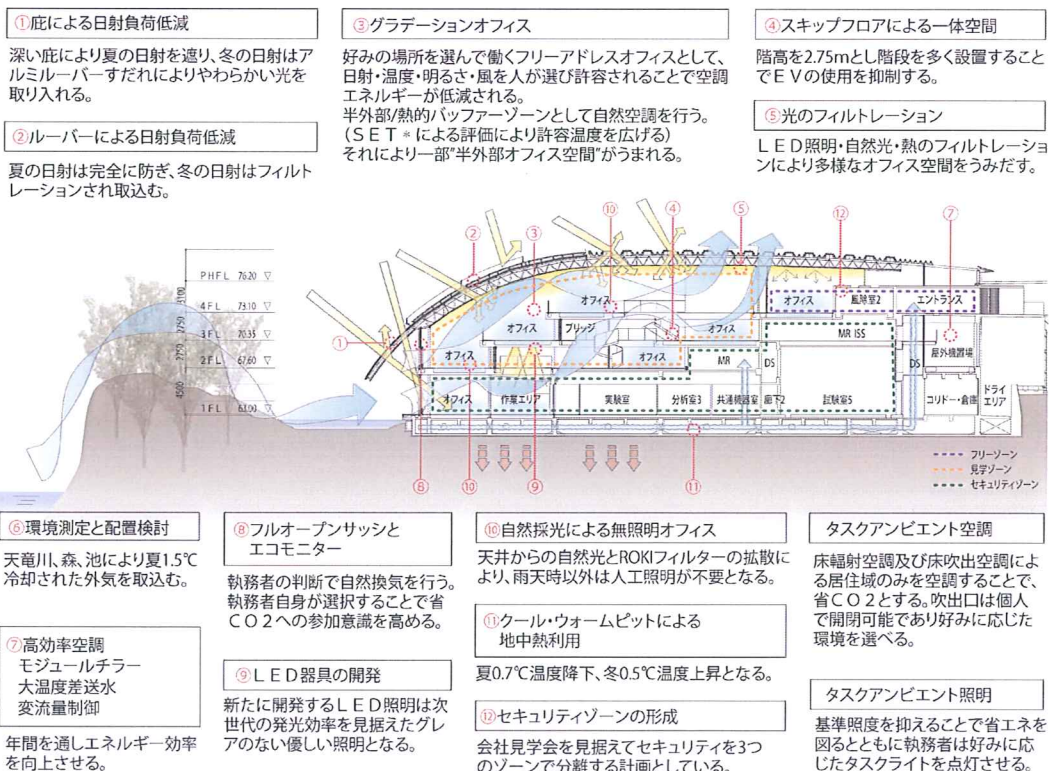 ①庇による日射負荷低減
深い庇により夏の日射を遮り、冬の日射はア
ルミルーバーすだれによりやわらかい光を
取り入れる。
②ルーバーによる日射負荷低減
夏の日射は完全に防ぎ、冬の日射はフィルト
レーションされ取込む。
③グラデーションオフィス
好みの場所を選んで働くフリーアドレスオフィスとして、
日射・温度・明るさ・風を人が選び許容されることで空調
エネルギーが低減される。
半外部/熱的バッファーゾーンとして自然空調を行う。
(SET*による評価により許容温度を広げる)
それにより一部"半外部オフィス空間"がうまれる。
④スキップフロアによる一体空間
階高を2.75mとし階段を多く設置すること
でEVの使用を抑制する。
⑤光のフィルトレーション
LED照明・自然光・熱のフィルトレーショ
ンにより多様なオフィス空間をうみだす。
② ③ ⑩ ④ ⑤ ⑫ ⑦
PHFL 76.20
3100
4FL 73.10
2750
3FL 70.35
2750
2FL 67.60
4500
1FL 63.00
①
オフィス
オフィス 風除室2 エントランス
オフィス ブリッジ オフィス
MR ISS
屋外機置場
オフィス オフィス MR DS DS
オフィス 作業エリア 実験室 分析室3 共通機器室 廊下2 試験室5 コリドー・倉庫
ドライ
エリア
⑧ ⑩ ⑨ ⑪
フリーゾーン
見学ゾーン
セキュリティゾーン
⑥環境測定と配置検討
天竜川、森、池により夏1.5℃
冷却された外気を取込む。
⑦高効率空調
モジュールチラー
大温度差送水
変流量制御
年間を通しエネルギー効率
を向上させる。
⑧フルオープンサッシと
エコモニター
執務者の判断で自然換気を行う。
執務者自身が選択することで省
CO2への参加意識を高める。
⑨LED器具の開発
新たに開発するLED照明は次
世代の発光効率を見据えたグレ
アのない優しい照明となる。
⑩自然採光による無照明オフィス
天井からの自然光とROKIフィルターの拡散に
より、雨天時以外は人工照明が不要となる。
⑪クール・ウォームピットによる
地中熱利用
夏0.7℃温度降下、冬0.5℃温度上昇となる。
⑫セキュリティゾーンの形成
会社見学会を見据えてセキュリティを3つ
のゾーンで分離する計画としている。
タスクアンビエント空調
床輻射空調及び床吹出空調によ
る居住域のみを空調することで、
省CO2とする。吹出口は個人
で開閉可能であり好みに応じた
環境を選べる。
タスクアンビエント照明
基準照度を抑えることで省エネを
図るとともに執務者は好みに応
じたタスクライトを点灯させる。